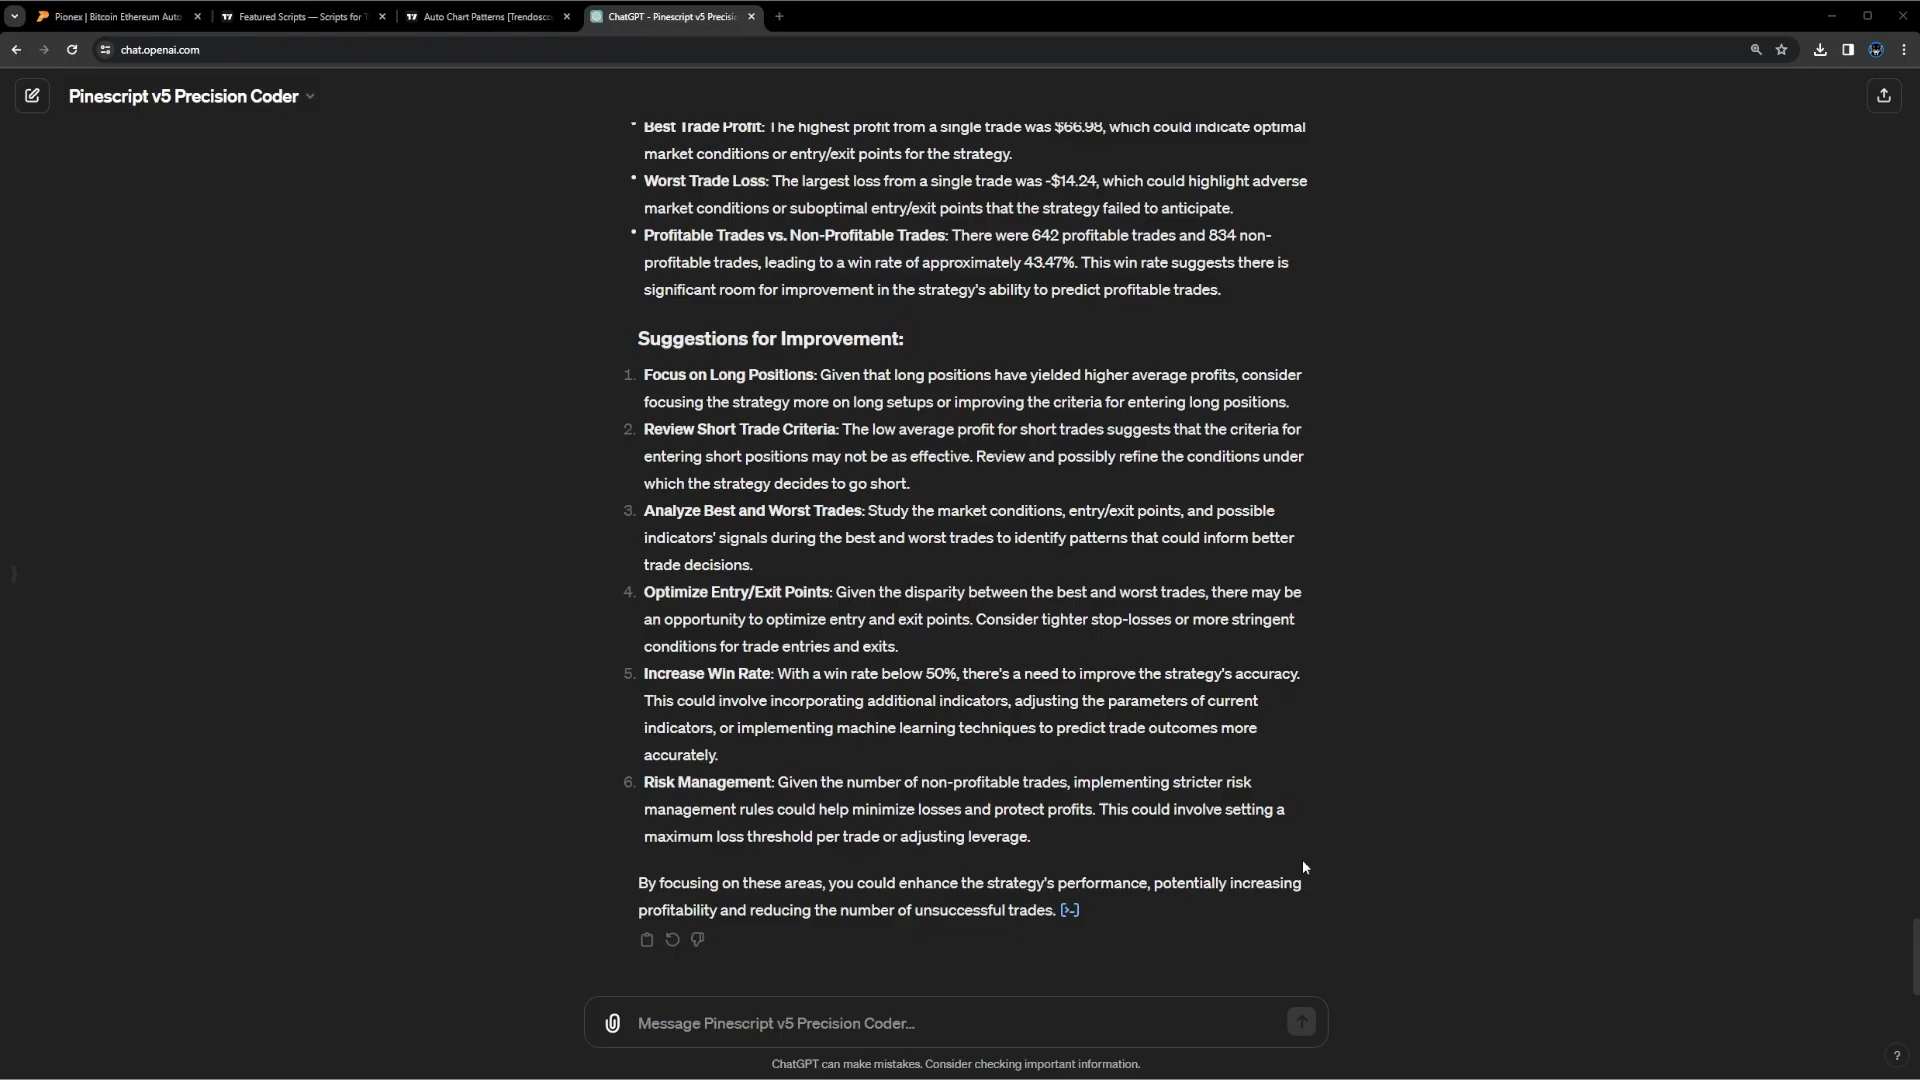 Pionex | Bitcoin Ethereum Auto
Featured Scripts — Scripts for T
Auto Chart Patterns [Trendosco
ChatGPT - Pinescript v5 Precisi
chat.openai.com
Pinescript v5 Precision Coder
• Best Trade Profit: The highest profit from a single trade was $66.98, which could indicate optimal
market conditions or entry/exit points for the strategy.
• Worst Trade Loss: The largest loss from a single trade was -$14.24, which could highlight adverse
market conditions or suboptimal entry/exit points that the strategy failed to anticipate.
• Profitable Trades vs. Non-Profitable Trades: There were 642 profitable trades and 834 non-
profitable trades, leading to a win rate of approximately 43.47%. This win rate suggests there is
significant room for improvement in the strategy's ability to predict profitable trades.
Suggestions for Improvement:
1. Focus on Long Positions: Given that long positions have yielded higher average profits, consider
focusing the strategy more on long setups or improving the criteria for entering long positions.
2. Review Short Trade Criteria: The low average profit for short trades suggests that the criteria for
entering short positions may not be as effective. Review and possibly refine the conditions under
which the strategy decides to go short.
3. Analyze Best and Worst Trades: Study the market conditions, entry/exit points, and possible
indicators' signals during the best and worst trades to identify patterns that could inform better
trade decisions.
4. Optimize Entry/Exit Points: Given the disparity between the best and worst trades, there may be
an opportunity to optimize entry and exit points. Consider tighter stop-losses or more stringent
conditions for trade entries and exits.
5. Increase Win Rate: With a win rate below 50%, there's a need to improve the strategy's accuracy.
This could involve incorporating additional indicators, adjusting the parameters of current
indicators, or implementing machine learning techniques to predict trade outcomes more
accurately.
6. Risk Management: Given the number of non-profitable trades, implementing stricter risk
management rules could help minimize losses and protect profits. This could involve setting a
maximum loss threshold per trade or adjusting leverage.
By focusing on these areas, you could enhance the strategy's performance, potentially increasing
profitability and reducing the number of unsuccessful trades. [>-]
Message Pinescript v5 Precision Coder...
ChatGPT can make mistakes. Consider checking important information.
?